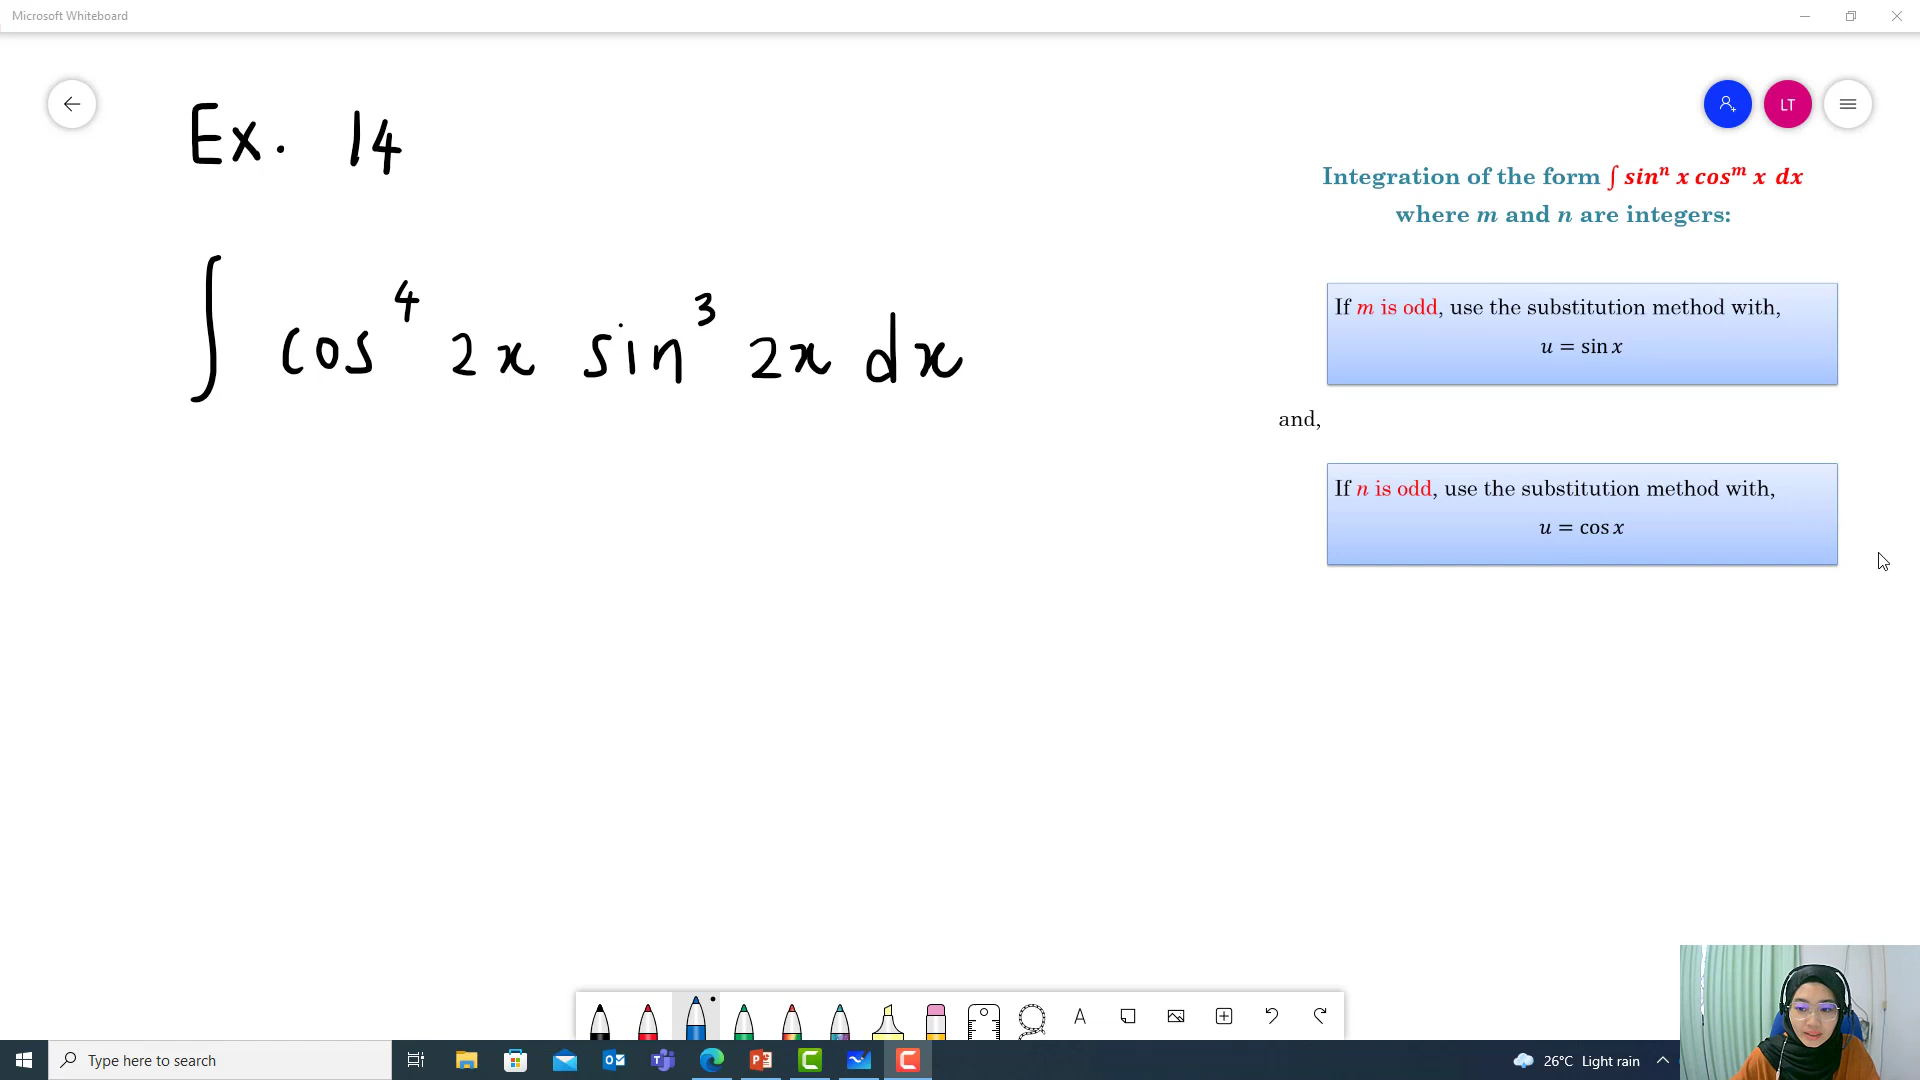 Microsoft Whiteboard
Ex. 14
LT
Integration of the form ∫ sinⁿ x cosᵐ x dx
where m and n are integers:
∫ cos⁴ 2x sin³ 2x dx
If m is odd, use the substitution method with,
u = sin x
and,
If n is odd, use the substitution method with,
u = cos x
A
Type here to search
26°C Light rain